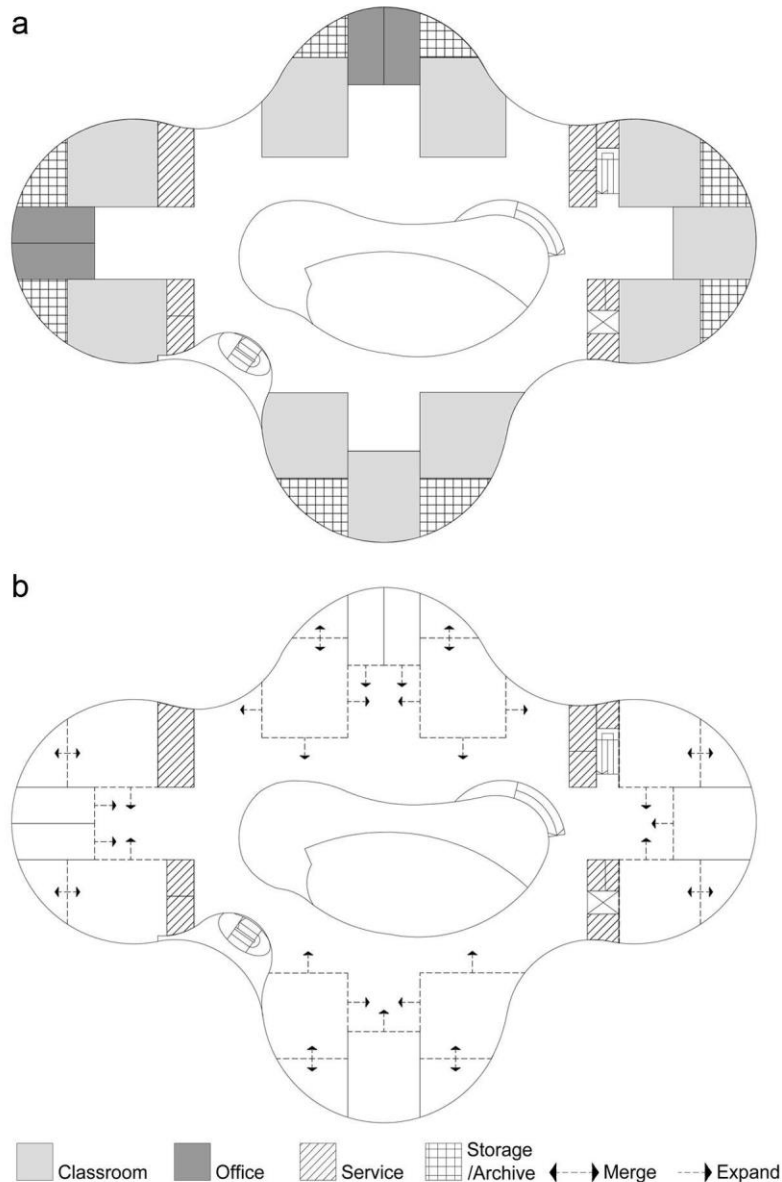 a
b
Classroom
Office
Service
Storage
/Archive
Merge
Expand